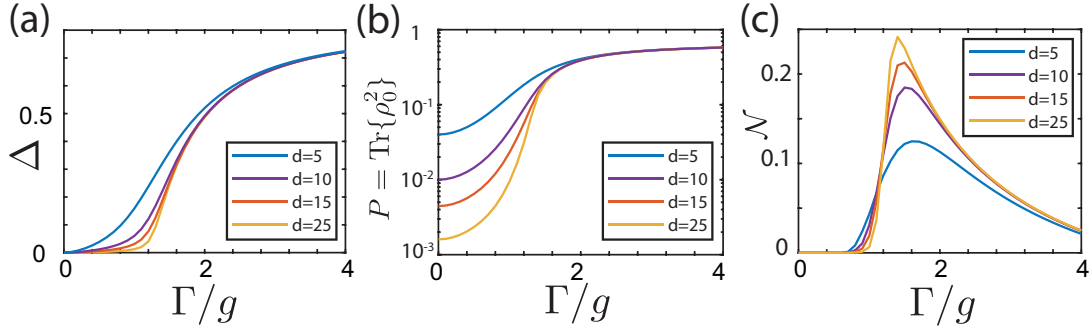 (a)
Δ
0.5
0
0
2
4
Γ/g
d=5
d=10
d=15
d=25
(b)
P = Tr{ρ₀²}
1
10⁻¹
10⁻²
10⁻³
0
2
4
Γ/g
d=5
d=10
d=15
d=25
(c)
𝒩
0.2
0.1
0
0
2
4
Γ/g
d=5
d=10
d=15
d=25